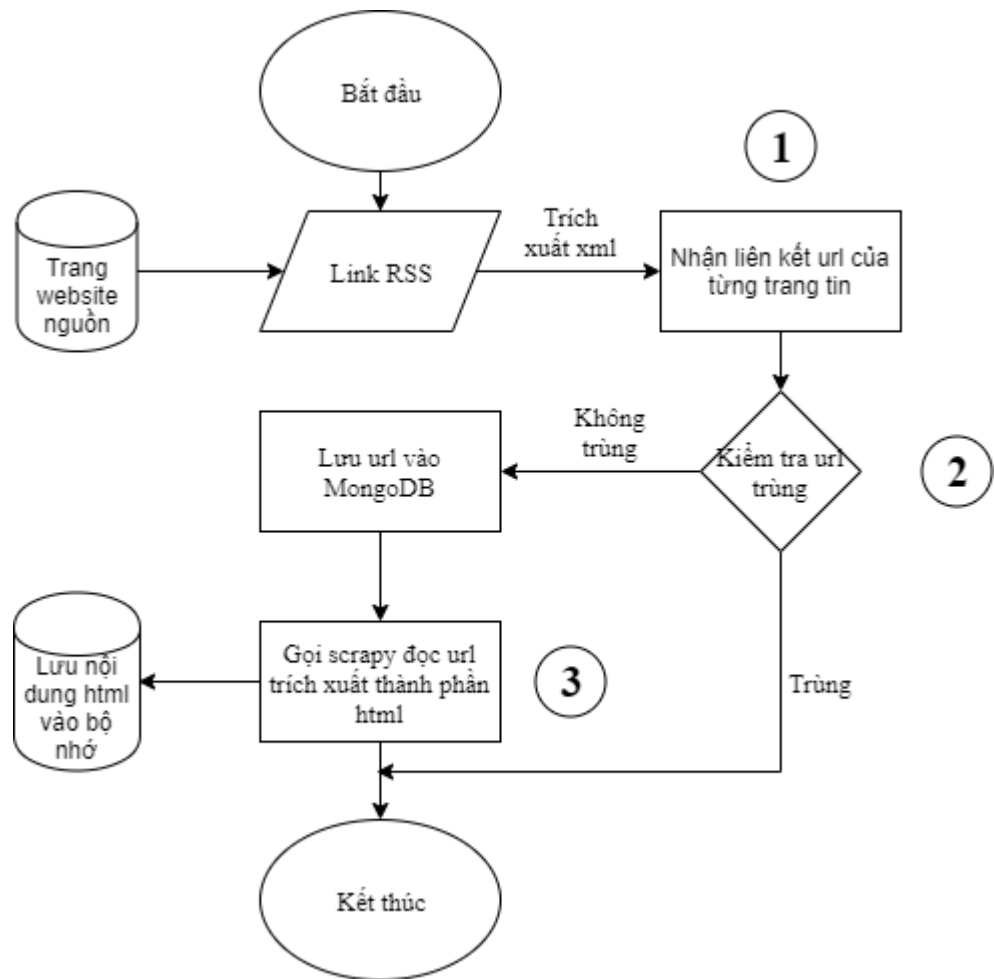 Bắt đầu
1
Trang
website
nguồn
Link RSS
Trích
xuất xml
Nhận liên kết url của
từng trang tin
Lưu url vào
MongoDB
Không
trùng
Kiểm tra url
trùng
2
Lưu nội
dung html
vào bộ
nhớ
Gọi scrapy đọc url
trích xuất thành phần
html
3
Trùng
Kết thúc